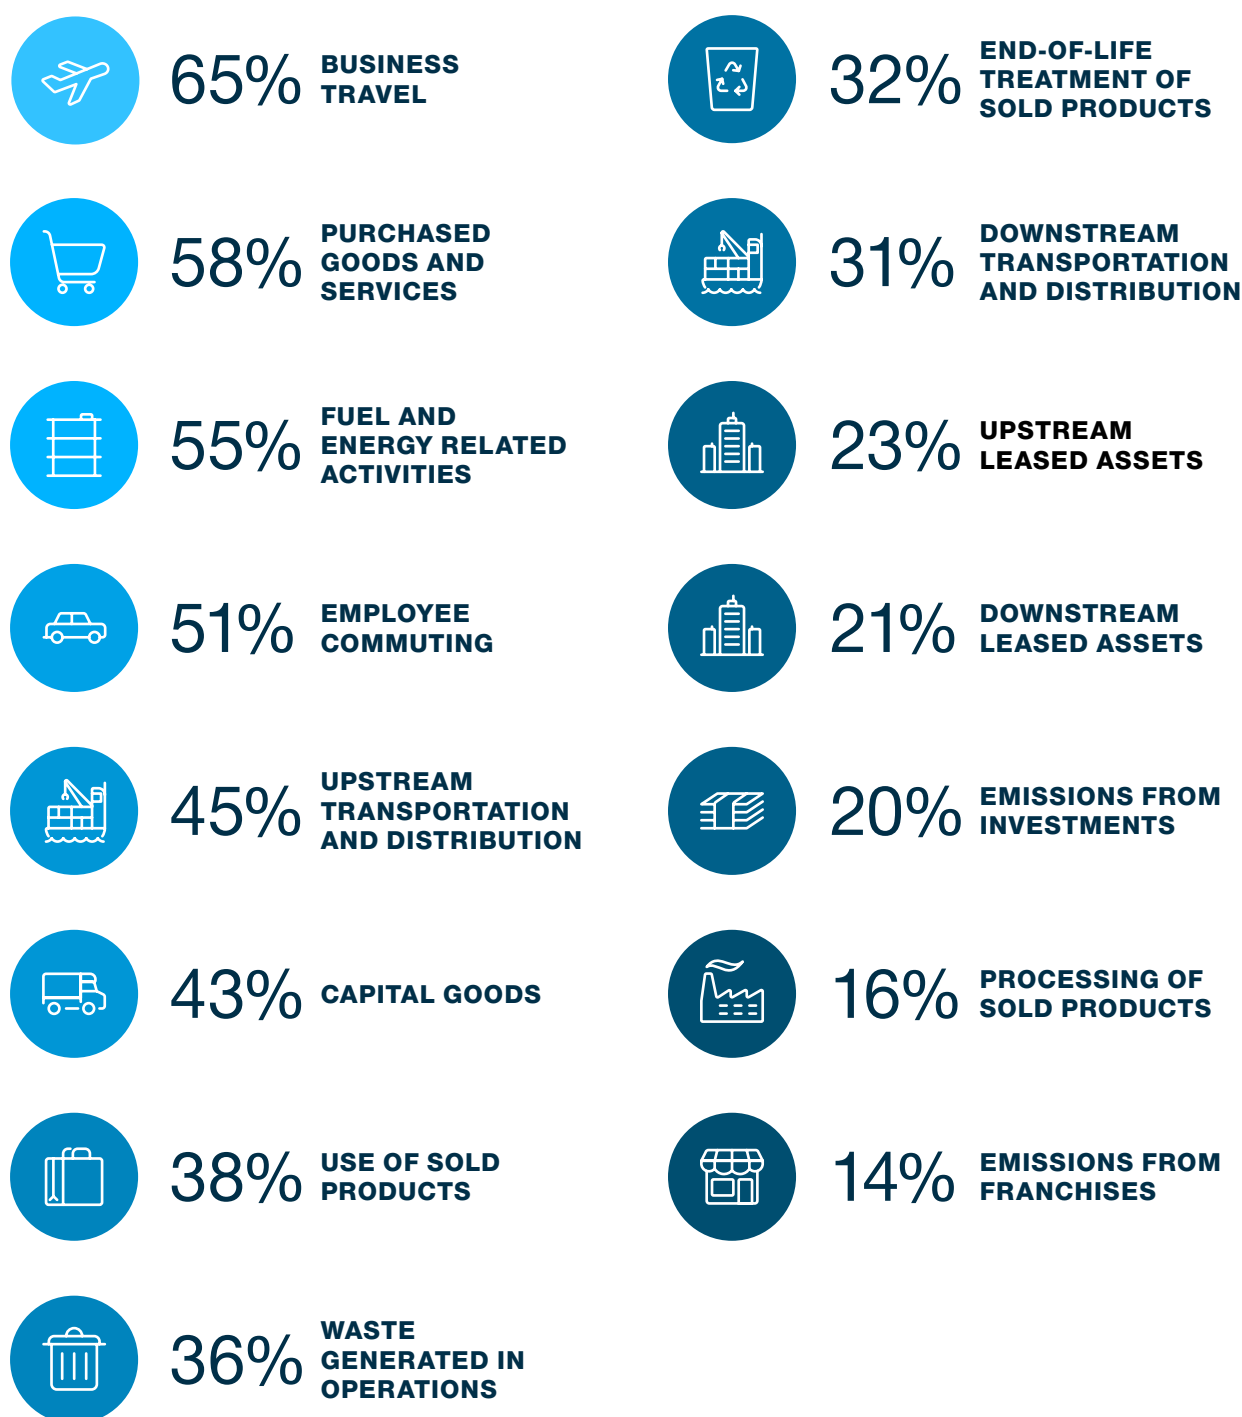 65% BUSINESS
TRAVEL
58% PURCHASED
GOODS AND
SERVICES
55% FUEL AND
ENERGY RELATED
ACTIVITIES
51% EMPLOYEE
COMMUTING
45% UPSTREAM
TRANSPORTATION
AND DISTRIBUTION
43% CAPITAL GOODS
38% USE OF SOLD
PRODUCTS
36% WASTE
GENERATED IN
OPERATIONS
32% END-OF-LIFE
TREATMENT OF
SOLD PRODUCTS
31% DOWNSTREAM
TRANSPORTATION
AND DISTRIBUTION
23% UPSTREAM
LEASED ASSETS
21% DOWNSTREAM
LEASED ASSETS
20% EMISSIONS FROM
INVESTMENTS
16% PROCESSING OF
SOLD PRODUCTS
14% EMISSIONS FROM
FRANCHISES